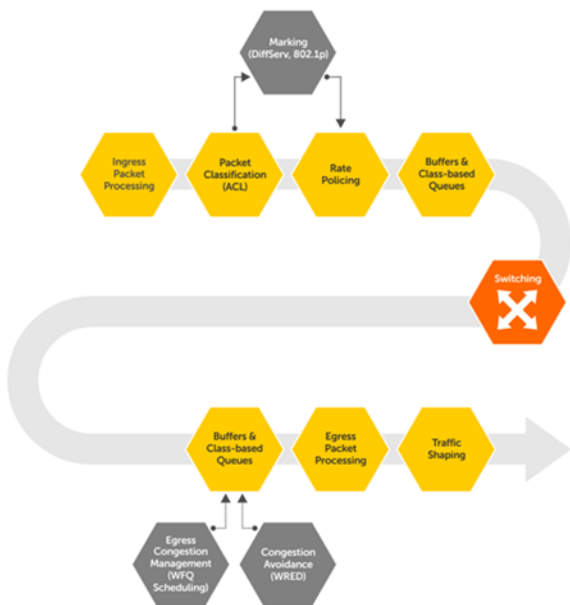 Marking
(DiffServ, 802.1p)
Ingress
Packet
Processing
Packet
Classification
(ACL)
Rate
Policing
Buffers &
Class-based
Queues
Switching
Buffers &
Class-based
Queues
Egress
Packet
Processing
Traffic
Shaping
Egress
Congestion
Management
(WFQ
Scheduling)
Congestion
Avoidance
(WRED)